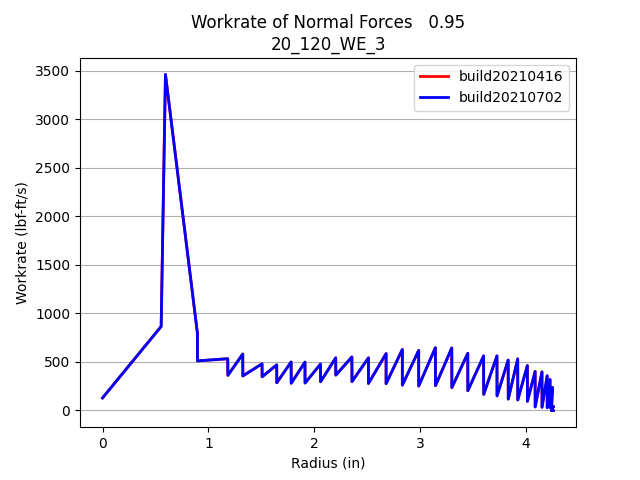 Workrate of Normal Forces   0.95
20_120_WE_3
build20210416
build20210702
3500
3000
2500
2000
1500
1000
500
0
Workrate (lbf-ft/s)
0 1 2 3 4
Radius (in)